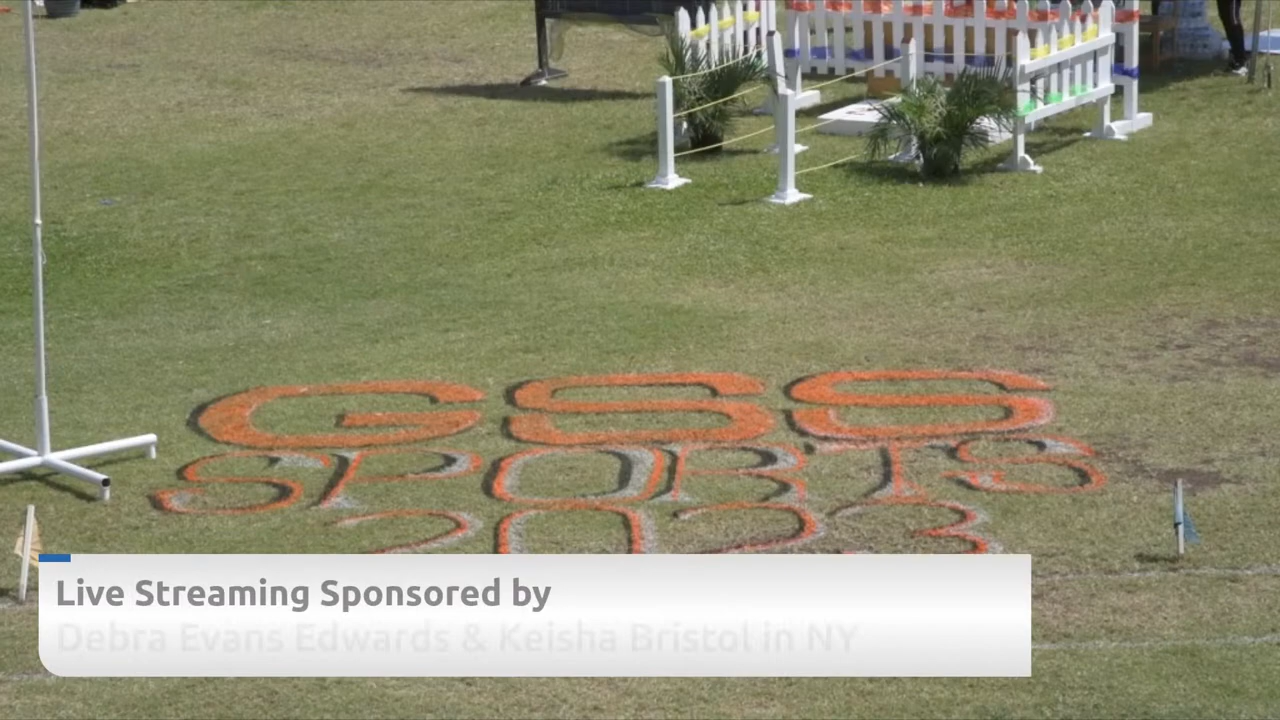 GSS
SPORTS
2023
Live Streaming Sponsored by
Debra Evans Edwards & Keisha Bristol in NY